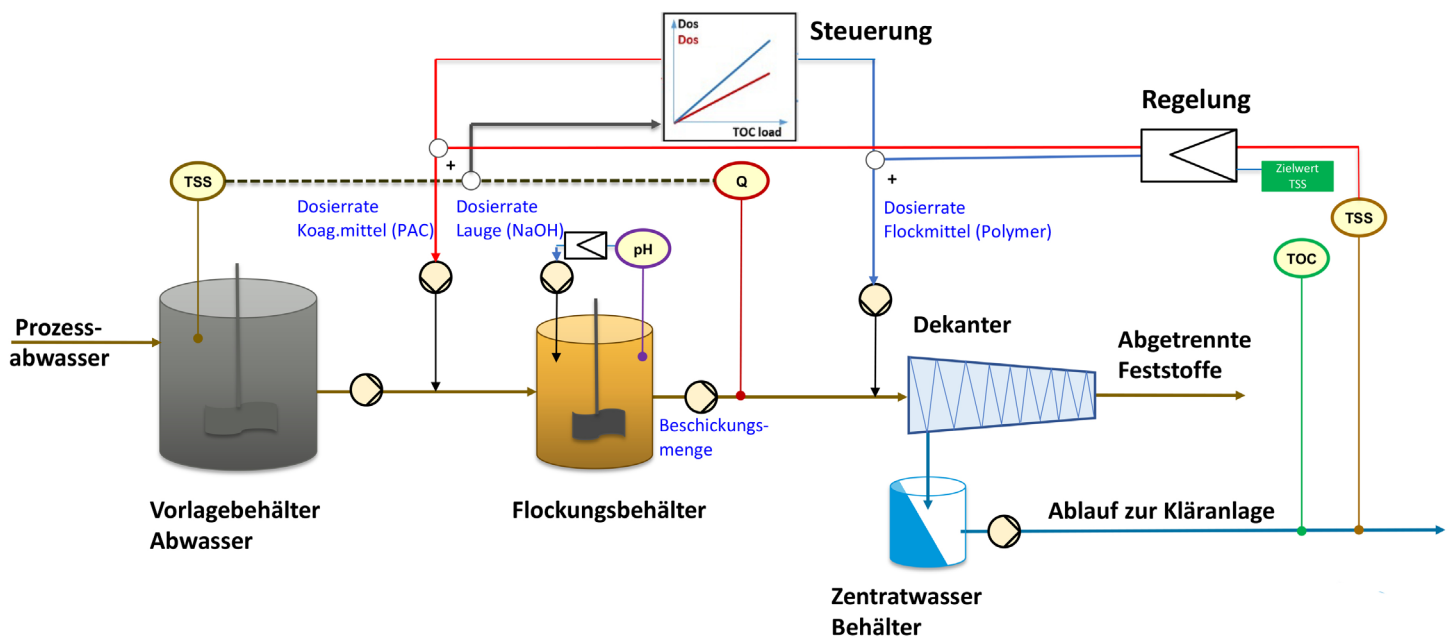 Dos
Dos
TOC load
Steuerung
Regelung
Zielwert
TSS
TSS
Q
TSS
TOC
pH
+
+
Dosierrate
Koag.mittel (PAC)
Dosierrate
Lauge (NaOH)
Dosierrate
Flockmittel (Polymer)
Prozess-
abwasser
Dekanter
Abgetrennte
Feststoffe
Beschickungs-
menge
Vorlagebehälter
Abwasser
Flockungsbehälter
Ablauf zur Kläranlage
Zentratwasser
Behälter